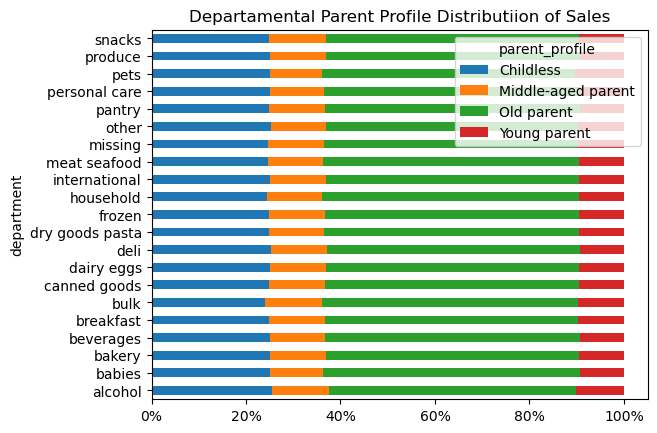 Departamental Parent Profile Distributiion of Sales
snacks
produce
pets
personal care
pantry
other
missing
meat seafood
international
household
frozen
dry goods pasta
deli
dairy eggs
canned goods
bulk
breakfast
beverages
bakery
babies
alcohol
department
parent_profile
Childless
Middle-aged parent
Old parent
Young parent
0% 20% 40% 60% 80% 100%